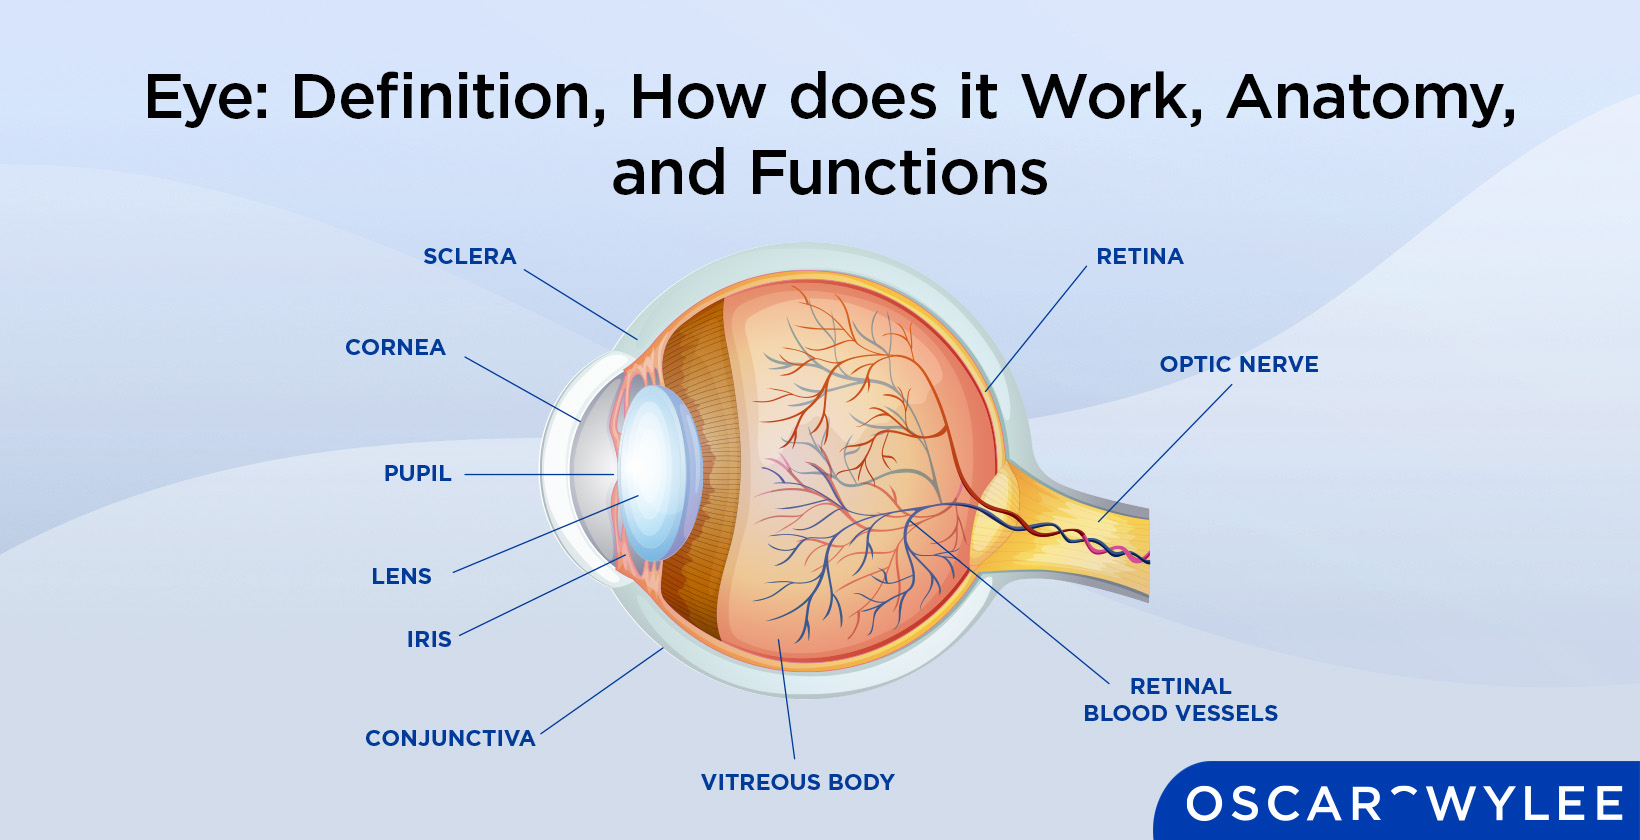 Eye: Definition, How does it Work, Anatomy,
and Functions
SCLERA
RETINA
CORNEA
OPTIC NERVE
PUPIL
LENS
IRIS
RETINAL
BLOOD VESSELS
CONJUNCTIVA
VITREOUS BODY
OSCAR WYLEE